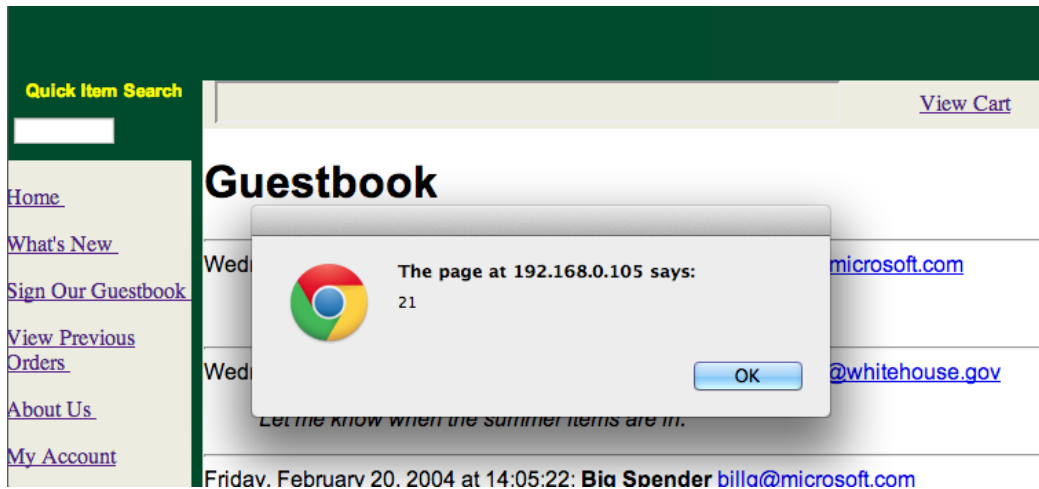 Quick Item Search
View Cart
Guestbook
Home
What's New
Sign Our Guestbook
View Previous
Orders
About Us
My Account
The page at 192.168.0.105 says:
21
OK
microsoft.com
@whitehouse.gov
Let me know when the summer items are in.
Friday, February 20, 2004 at 14:05:22: Big Spender billg@microsoft.com